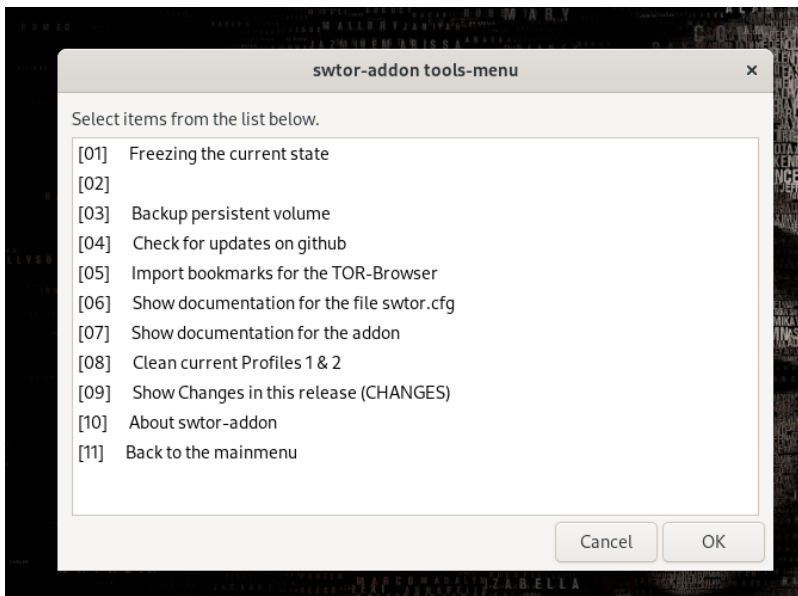 swtor-addon tools-menu
×
Select items from the list below.
[01] Freezing the current state
[02]
[03] Backup persistent volume
[04] Check for updates on github
[05] Import bookmarks for the TOR-Browser
[06] Show documentation for the file swtor.cfg
[07] Show documentation for the addon
[08] Clean current Profiles 1 & 2
[09] Show Changes in this release (CHANGES)
[10] About swtor-addon
[11] Back to the mainmenu
Cancel OK
ZABELLA